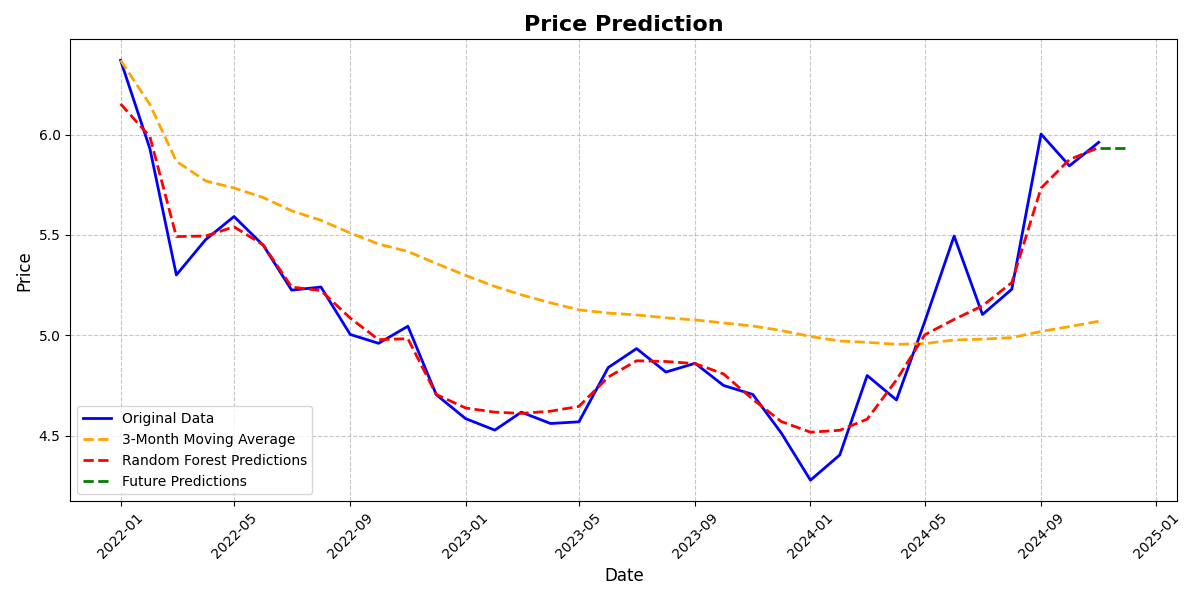 Price Prediction
Price
6.0
5.5
5.0
4.5
Original Data
3-Month Moving Average
Random Forest Predictions
Future Predictions
2022-01
2022-05
2022-09
2023-01
2023-05
2023-09
2024-01
2024-05
2024-09
2025-01
Date